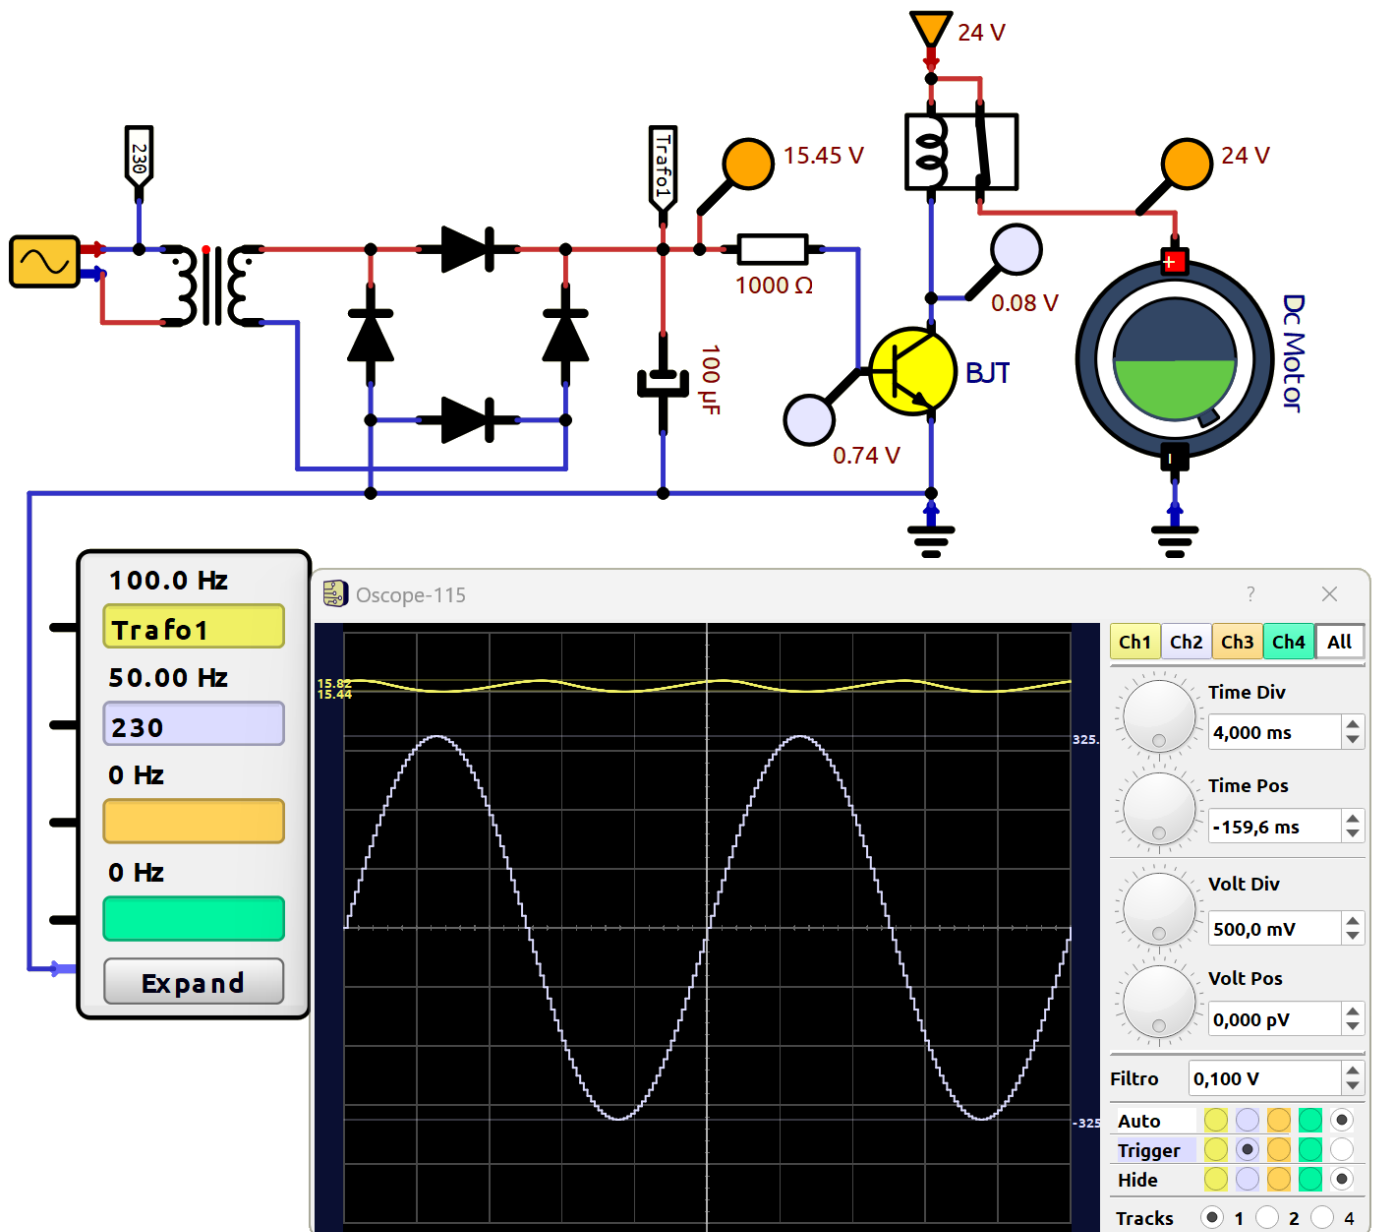 24 V
230
Trafo1
15.45 V
24 V
1000 Ω
0.08 V
100 µF
BJT
0.74 V
Dc Motor
100.0 Hz
Trafo1
50.00 Hz
230
0 Hz
0 Hz
Expand
Oscope-115
?
15.82
15.44
325.
-325
Ch1 Ch2 Ch3 Ch4 All
Time Div
4,000 ms
Time Pos
-159,6 ms
Volt Div
500,0 mV
Volt Pos
0,000 pV
Filtro 0,100 V
Auto
Trigger
Hide
Tracks 1 2 4